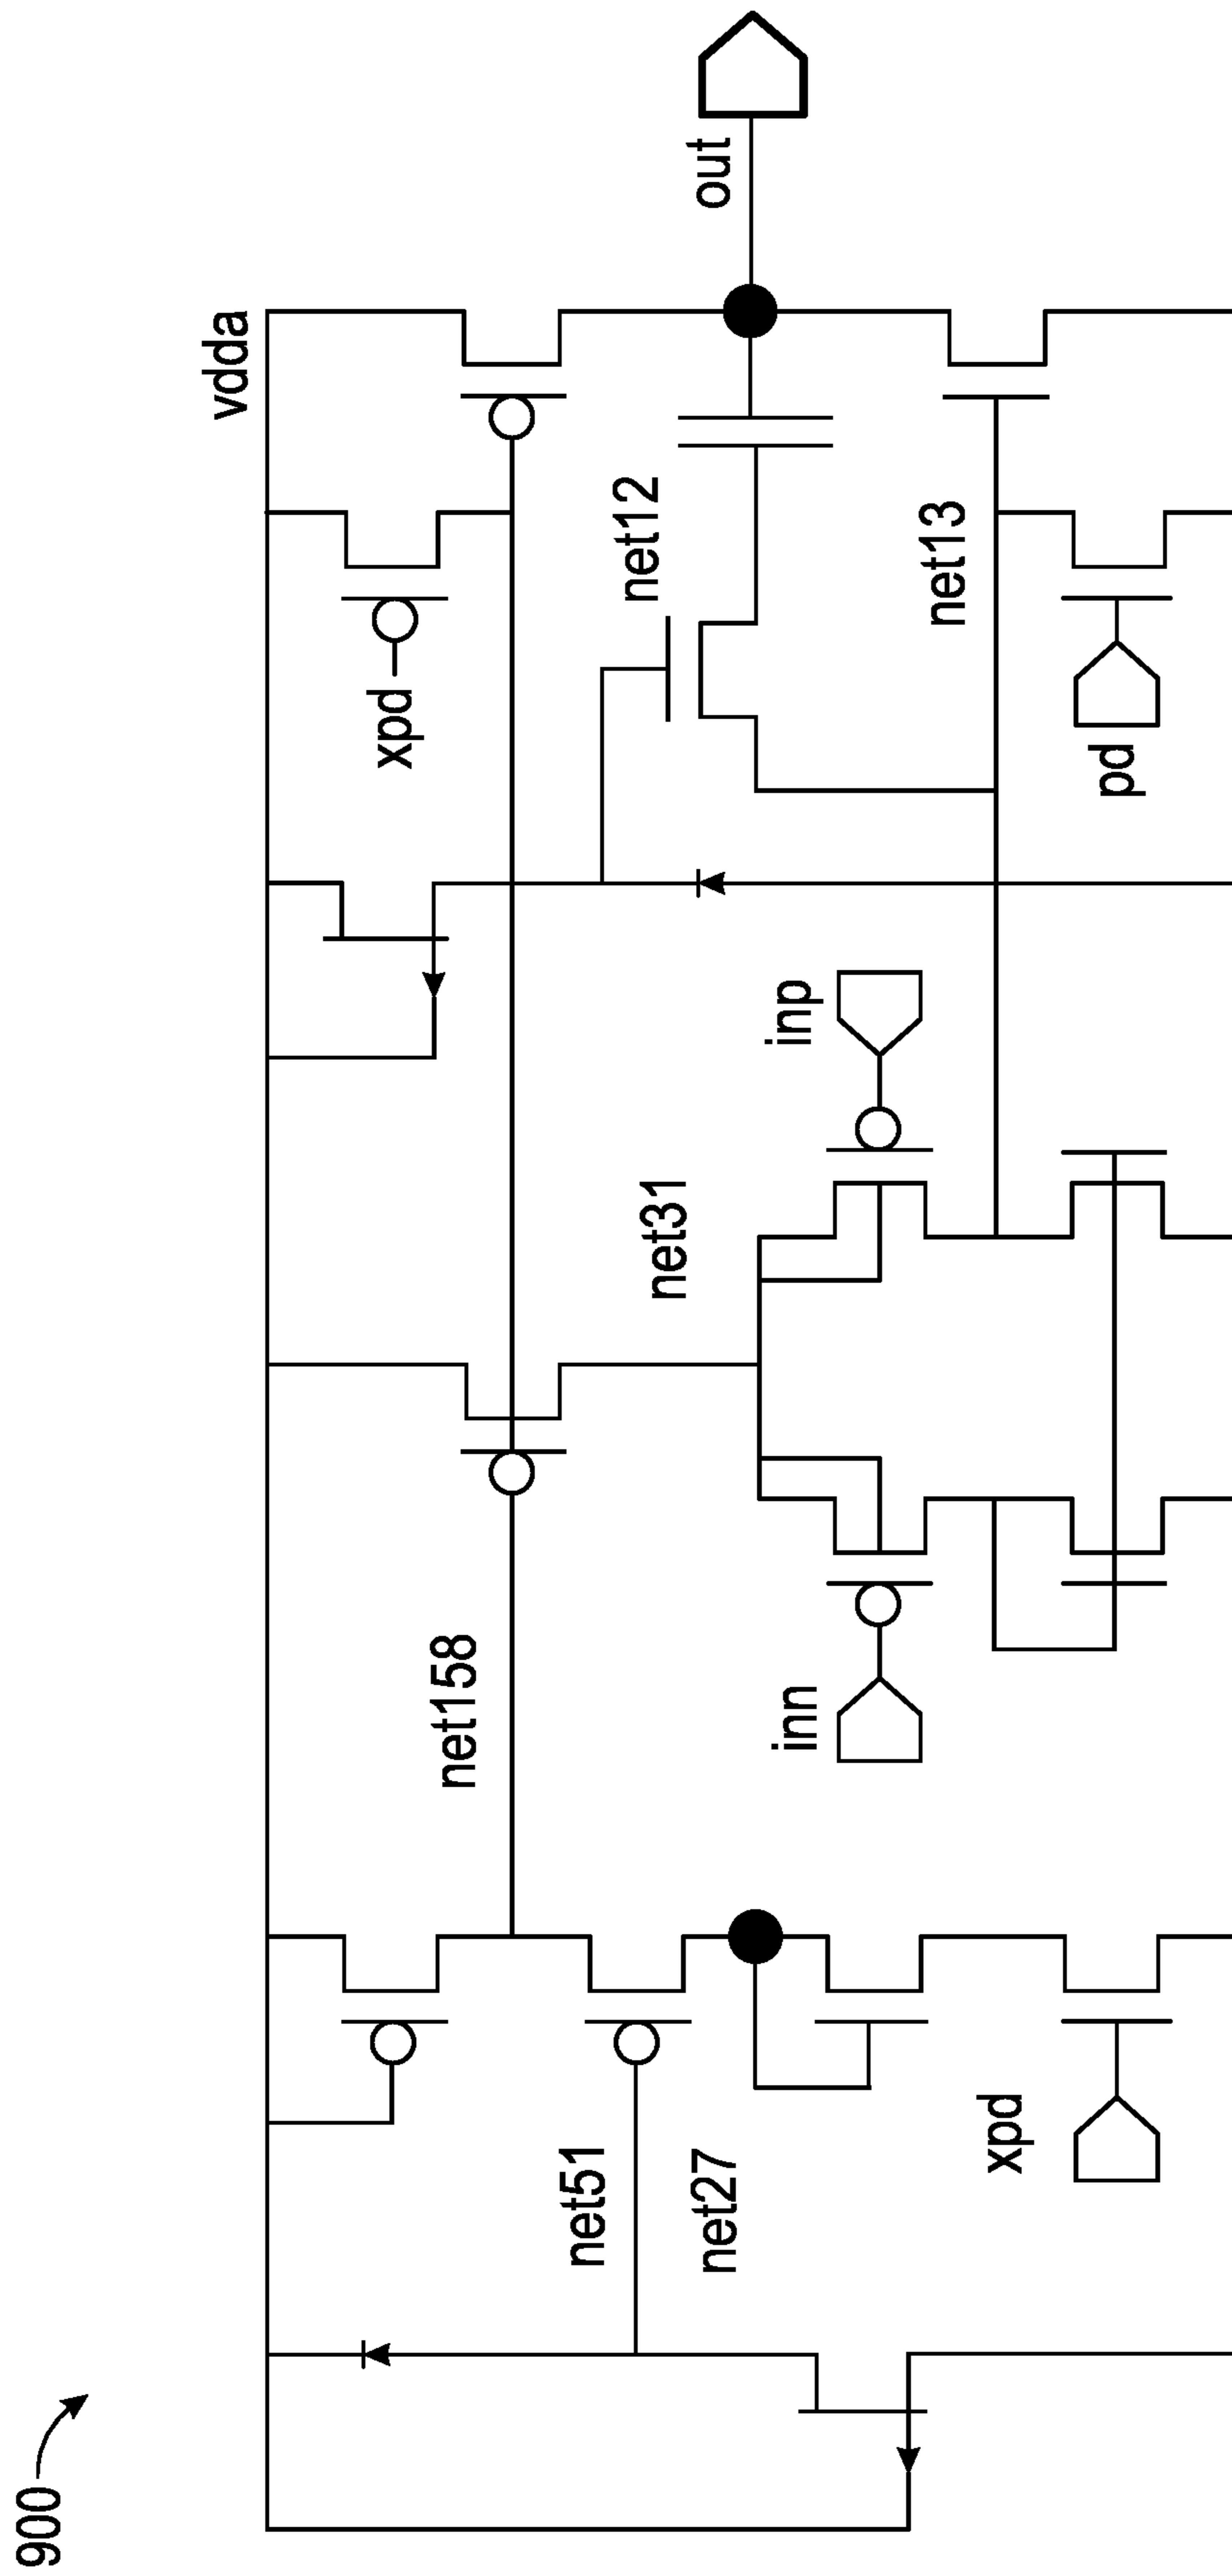 900
vdda
xpd
out
net12
net158
net31
net51
net27
inn
inp
net13
xpd
pd